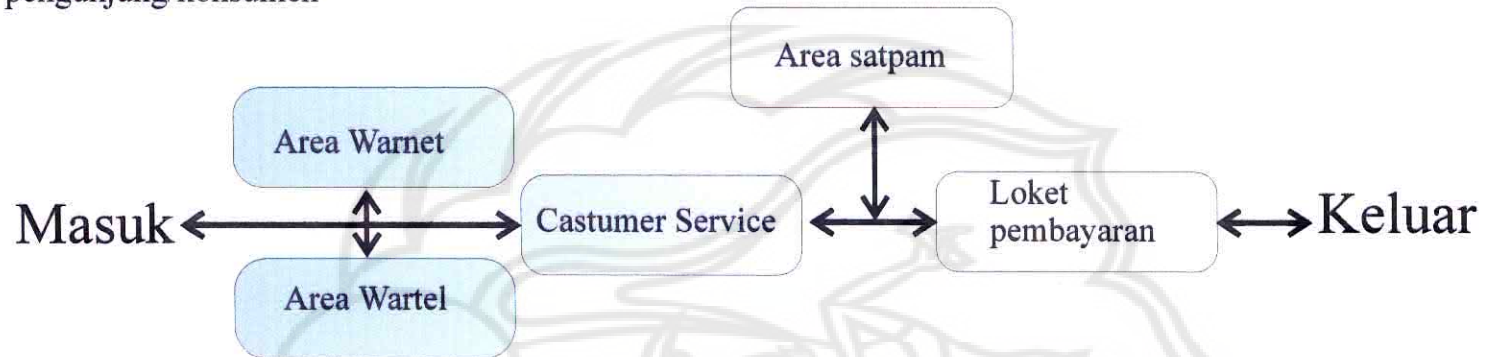 pengunjung/konsumen
Area satpam
Area Warnet
Masuk
Castumer Service
Loket
pembayaran
Keluar
Area Wartel